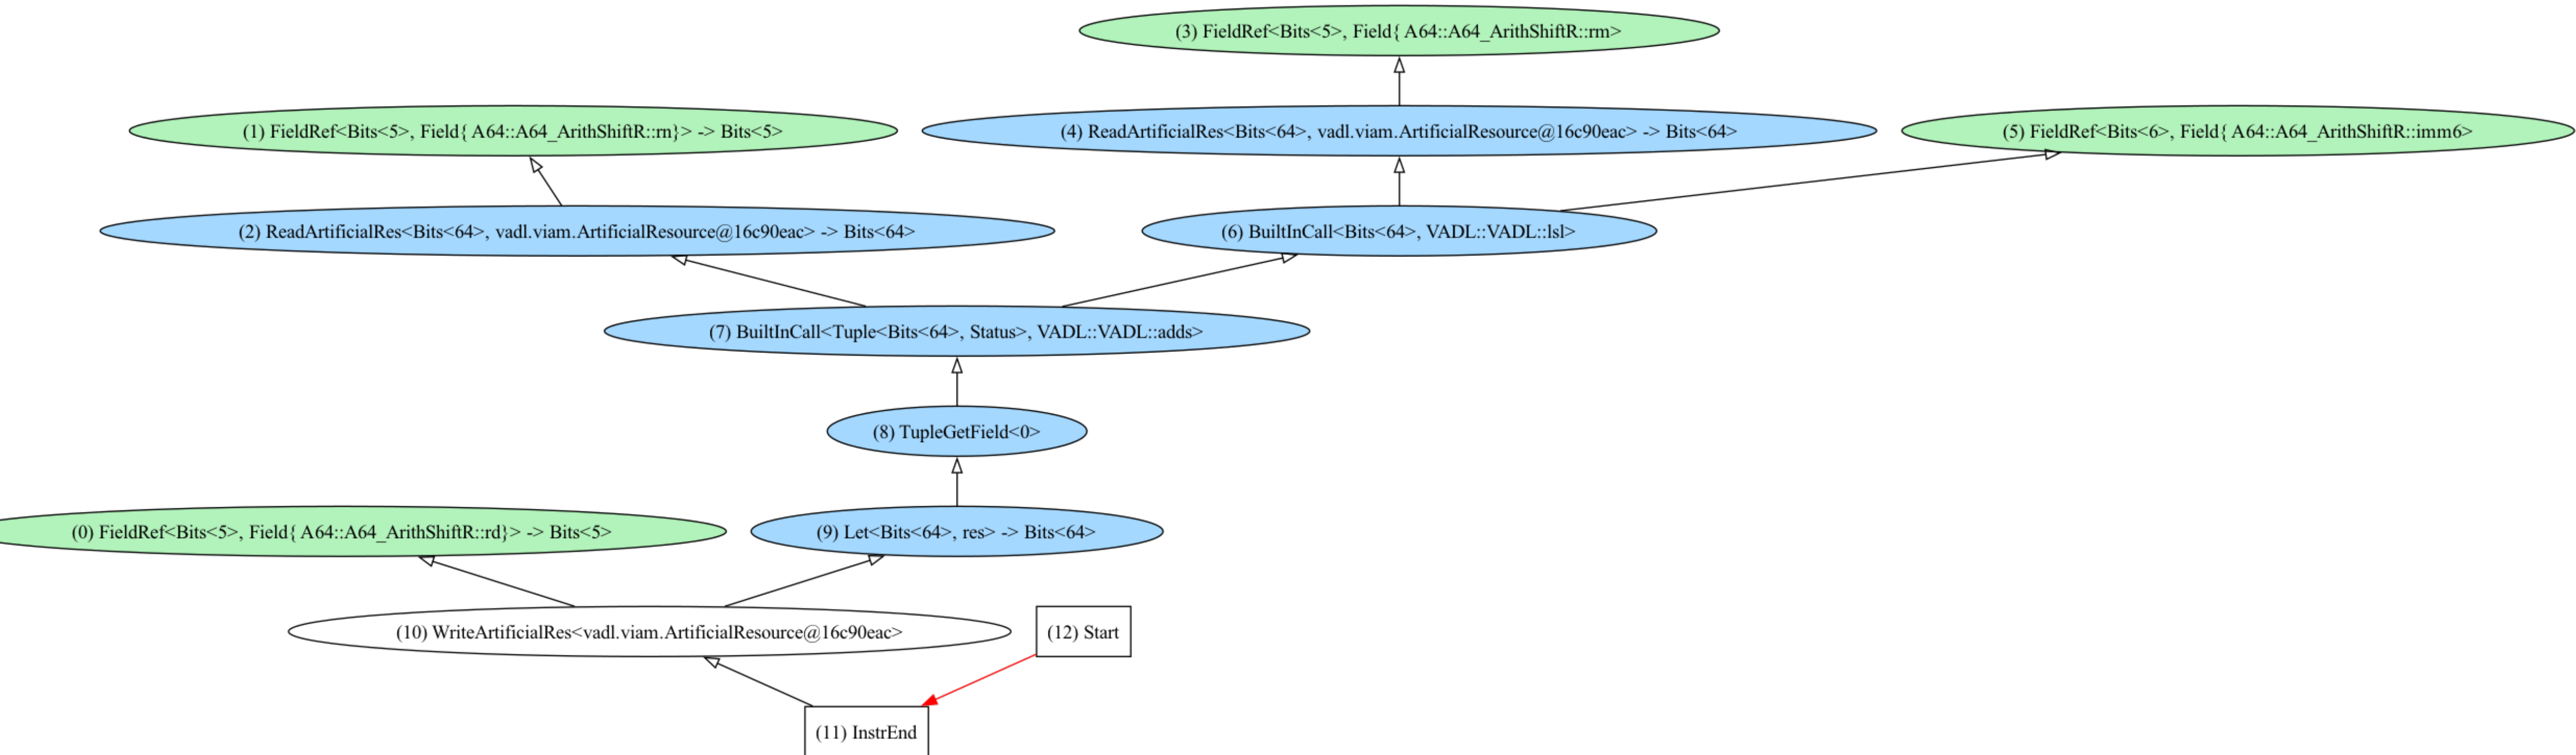 (3) FieldRef<Bits<5>, Field{ A64::A64_ArithShiftR::rm>
(1) FieldRef<Bits<5>, Field{ A64::A64_ArithShiftR::rn}> -> Bits<5>
(4) ReadArtificialRes<Bits<64>, vadl.viam.ArtificialResource@16c90eac> -> Bits<64>
(5) FieldRef<Bits<6>, Field{ A64::A64_ArithShiftR::imm6>
(2) ReadArtificialRes<Bits<64>, vadl.viam.ArtificialResource@16c90eac> -> Bits<64>
(6) BuiltInCall<Bits<64>, VADL::VADL::lsl>
(7) BuiltInCall<Tuple<Bits<64>, Status>, VADL::VADL::adds>
(8) TupleGetField<0>
(0) FieldRef<Bits<5>, Field{ A64::A64_ArithShiftR::rd}> -> Bits<5>
(9) Let<Bits<64>, res> -> Bits<64>
(10) WriteArtificialRes<vadl.viam.ArtificialResource@16c90eac>
(12) Start
(11) InstrEnd